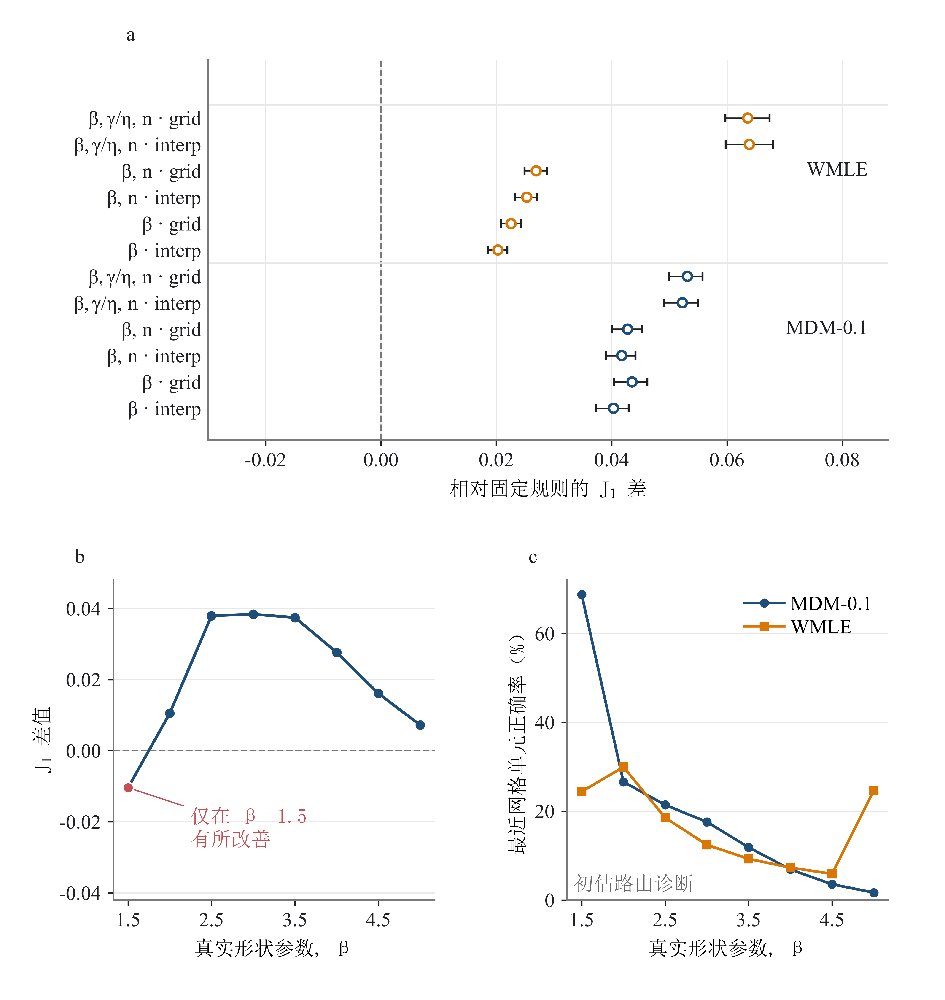 a
β, γ/η, n · grid
β, γ/η, n · interp
β, n · grid
WMLE
β, n · interp
β · grid
β · interp
β, γ/η, n · grid
β, γ/η, n · interp
β, n · grid
MDM-0.1
β, n · interp
β · grid
β · interp
-0.02
0.00
0.02
0.04
0.06
0.08
相对固定规则的 J₁ 差
b
0.04
0.02
0.00
-0.02
-0.04
J₁ 差值
仅在 β=1.5
有所改善
1.5
2.5
3.5
4.5
真实形状参数, β
c
MDM-0.1
WMLE
60
40
20
0
最近网格单元正确率 (%)
初估路由诊断
1.5
2.5
3.5
4.5
真实形状参数, β